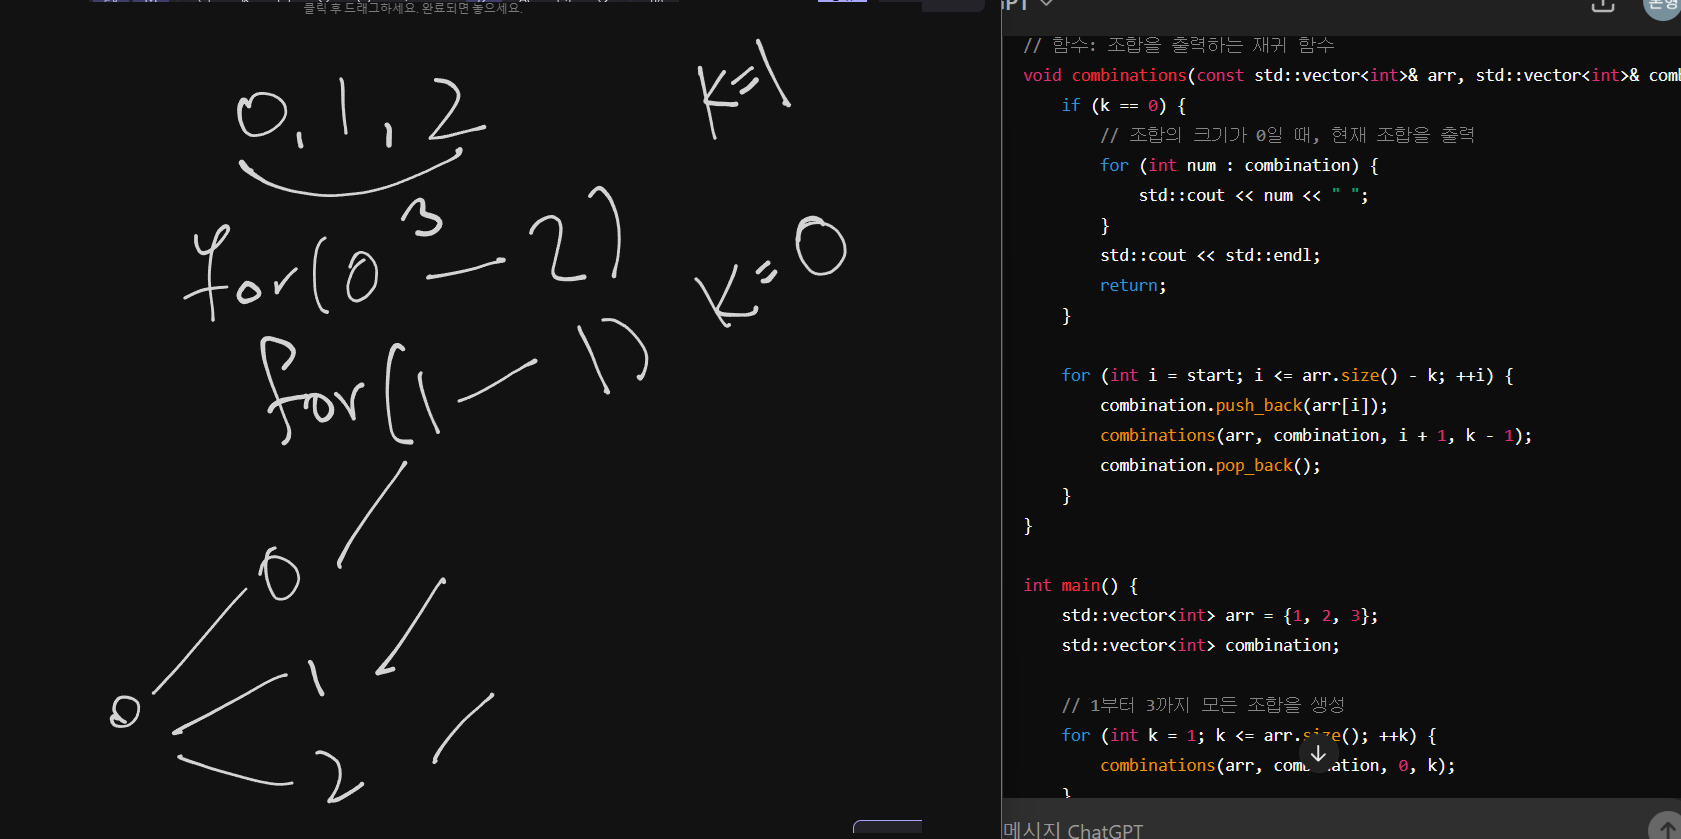 클릭 후 드래그하세요. 완료되면 놓으세요.
0, 1, 2
k=1
3
for(0 — 2)
k=0
for(1 — 1)
0
1
0
2
// 함수: 조합을 출력하는 재귀 함수
void combinations(const std::vector<int>& arr, std::vector<int>& comb
if (k == 0) {
// 조합의 크기가 0일 때, 현재 조합을 출력
for (int num : combination) {
std::cout << num << " ";
}
std::cout << std::endl;
return;
}
for (int i = start; i <= arr.size() - k; ++i) {
combination.push_back(arr[i]);
combinations(arr, combination, i + 1, k - 1);
combination.pop_back();
}
}
int main() {
std::vector<int> arr = {1, 2, 3};
std::vector<int> combination;
// 1부터 3까지 모든 조합을 생성
for (int k = 1; k <= arr.size(); ++k) {
combinations(arr, combination, 0, k);
}
메시지 ChatGPT